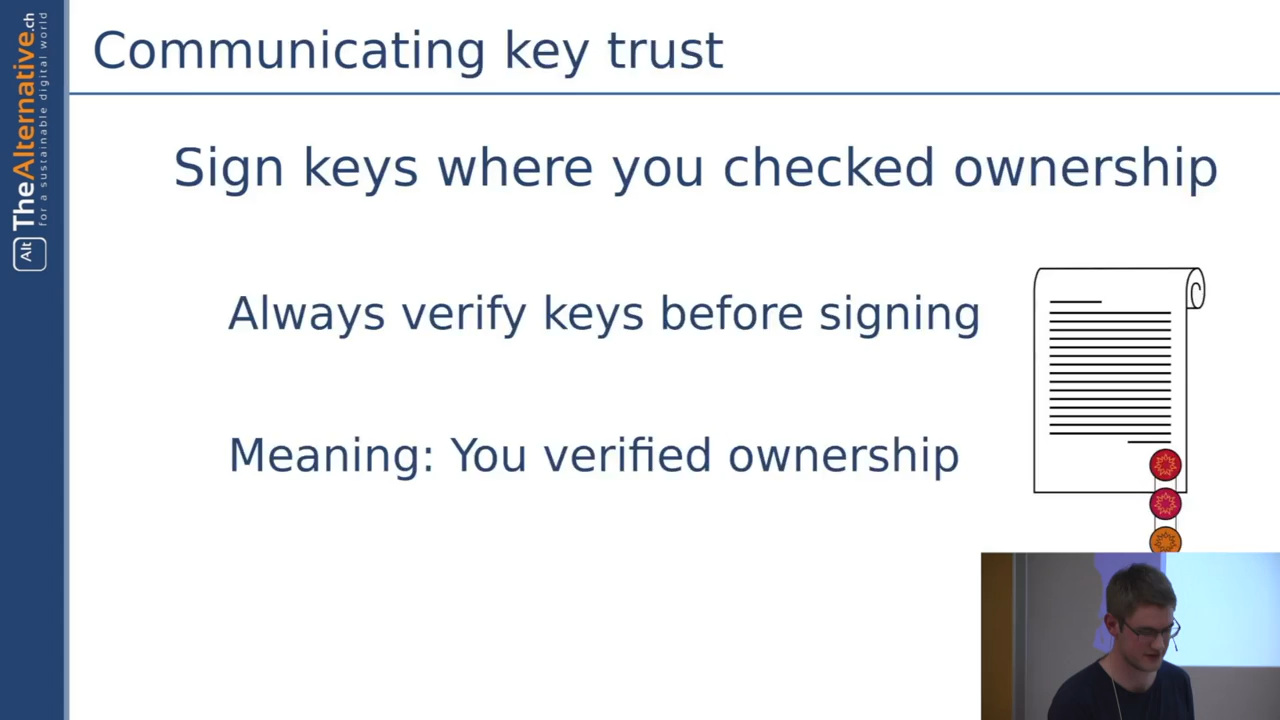 Communicating key trust
Sign keys where you checked ownership
Always verify keys before signing
Meaning: You verified ownership
Alt TheAlternative.ch
for a sustainable digital world